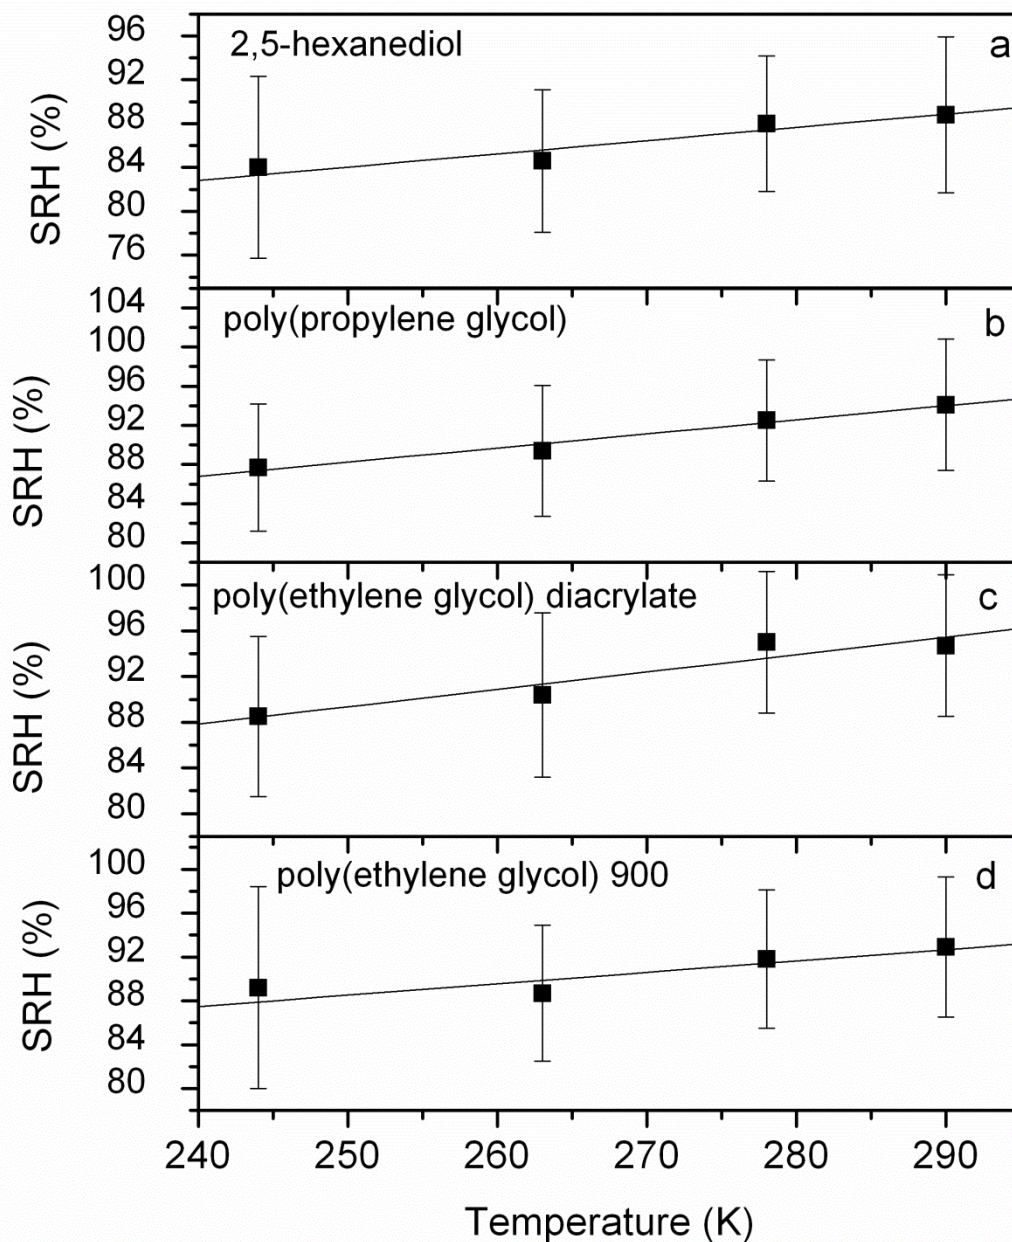 2,5-hexanediol
a
SRH (%)
96
92
88
84
80
76
poly(propylene glycol)
b
SRH (%)
104
100
96
92
88
84
80
poly(ethylene glycol) diacrylate
c
SRH (%)
100
96
92
88
84
80
poly(ethylene glycol) 900
d
SRH (%)
100
96
92
88
84
80
240 250 260 270 280 290
Temperature (K)